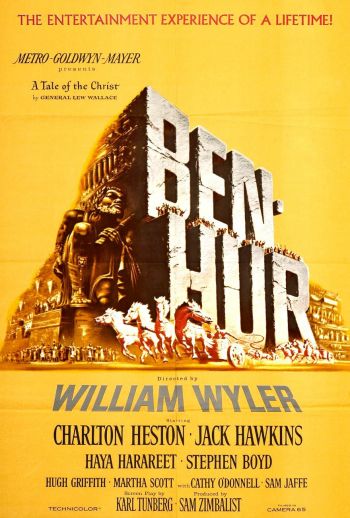 THE ENTERTAINMENT EXPERIENCE OF A LIFETIME!
METRO-GOLDWYN-MAYER
presents
A Tale of the Christ
by GENERAL LEW WALLACE
BEN-
HUR
Directed by
WILLIAM WYLER
Starring
CHARLTON HESTON · JACK HAWKINS
HAYA HARAREET · STEPHEN BOYD
HUGH GRIFFITH · MARTHA SCOTT with CATHY O'DONNELL · SAM JAFFE
Screen Play by
KARL TUNBERG ·
Produced by
SAM ZIMBALIST
TECHNICOLOR®
FILMED IN
CAMERA 65